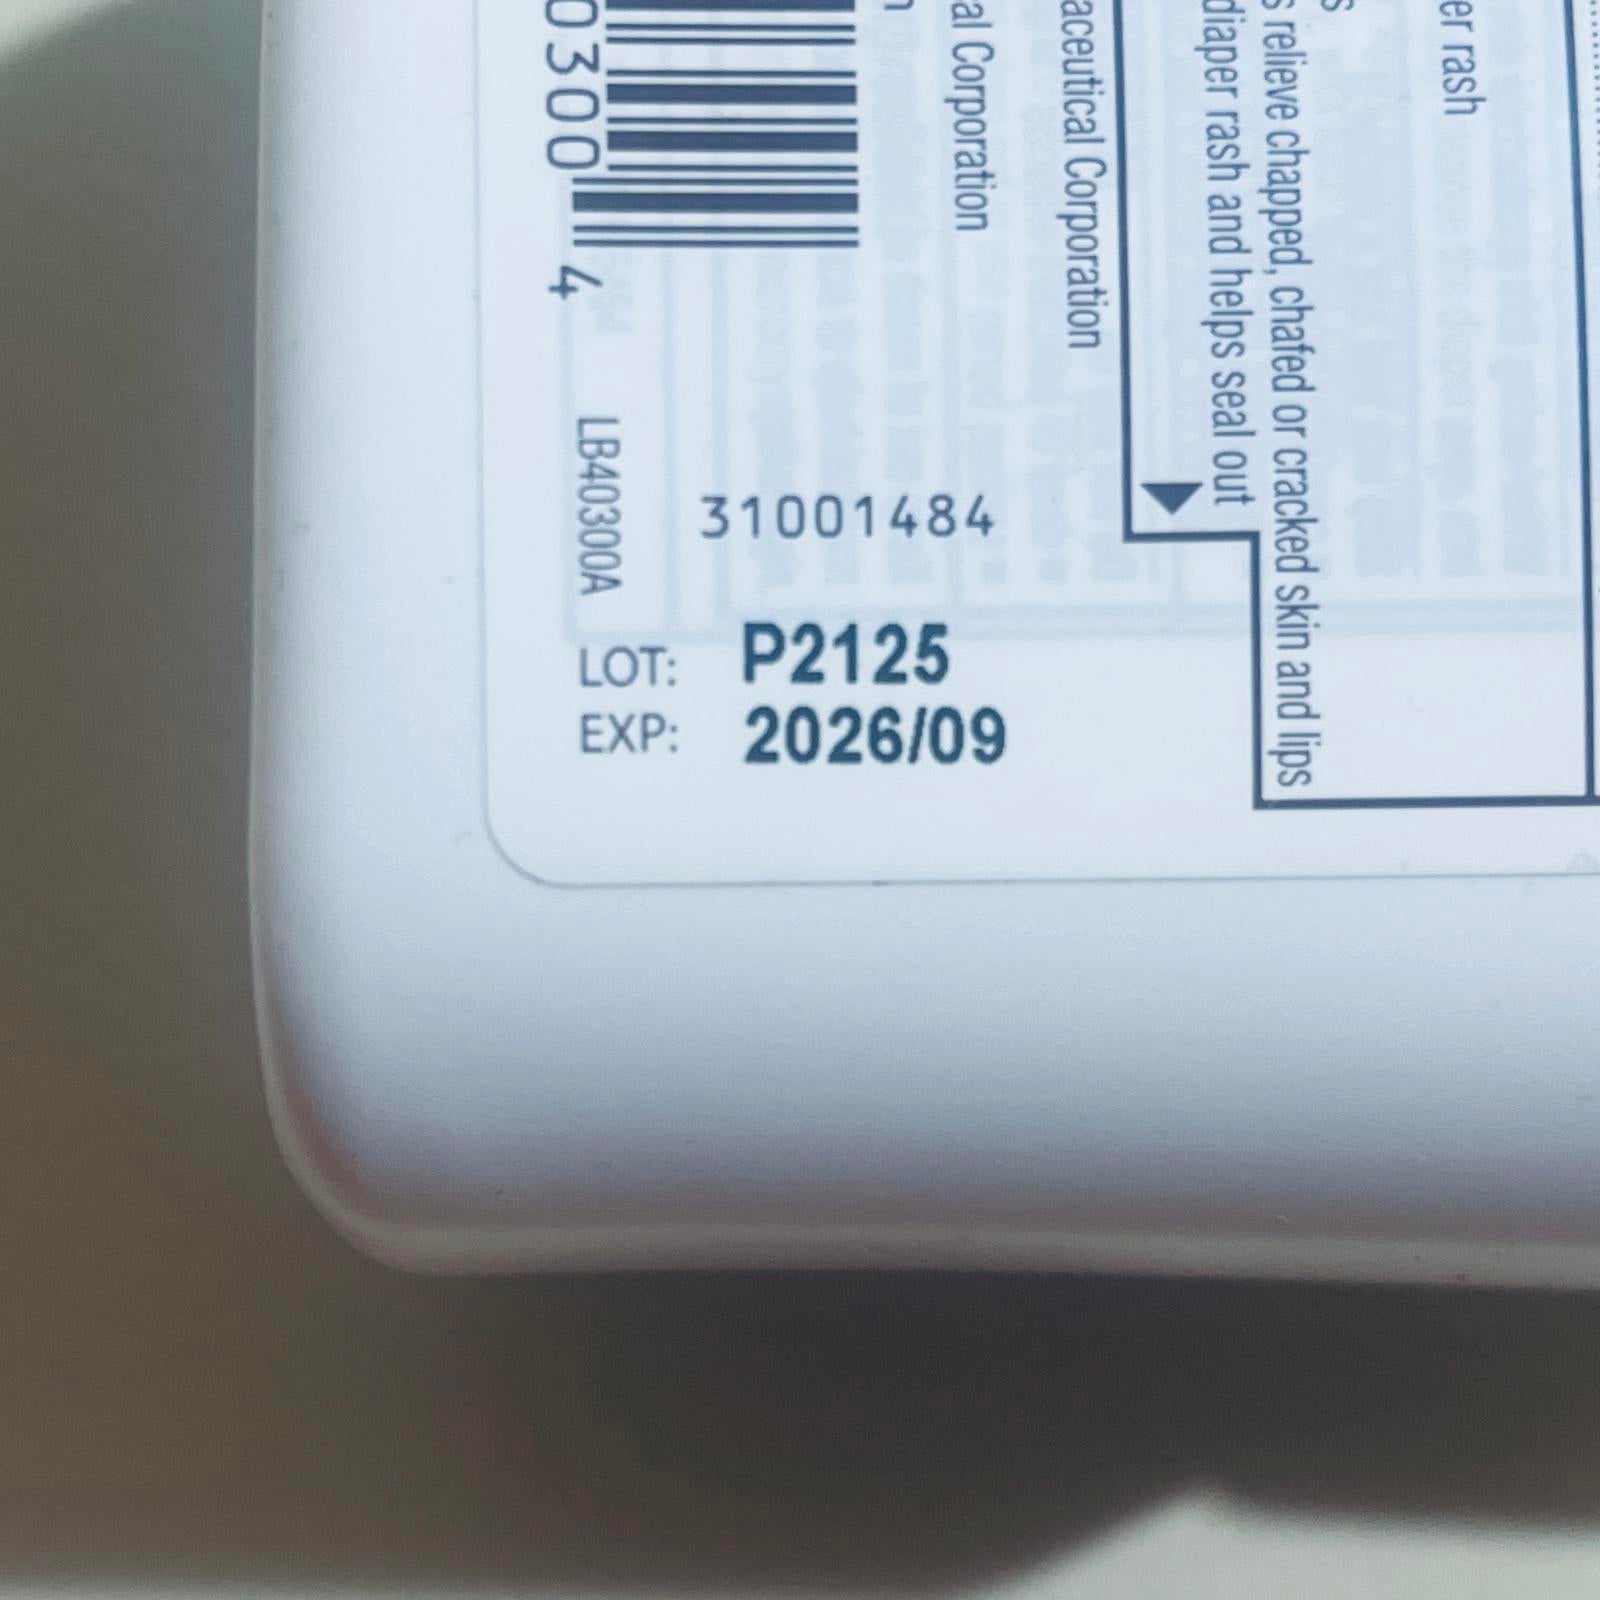 0300
4
LB40300A
31001484
LOT: P2125
EXP: 2026/09
al Corporation
aceutical Corporation
diaper rash and helps seal out
s relieve chapped, chafed or cracked skin and lips
er rash